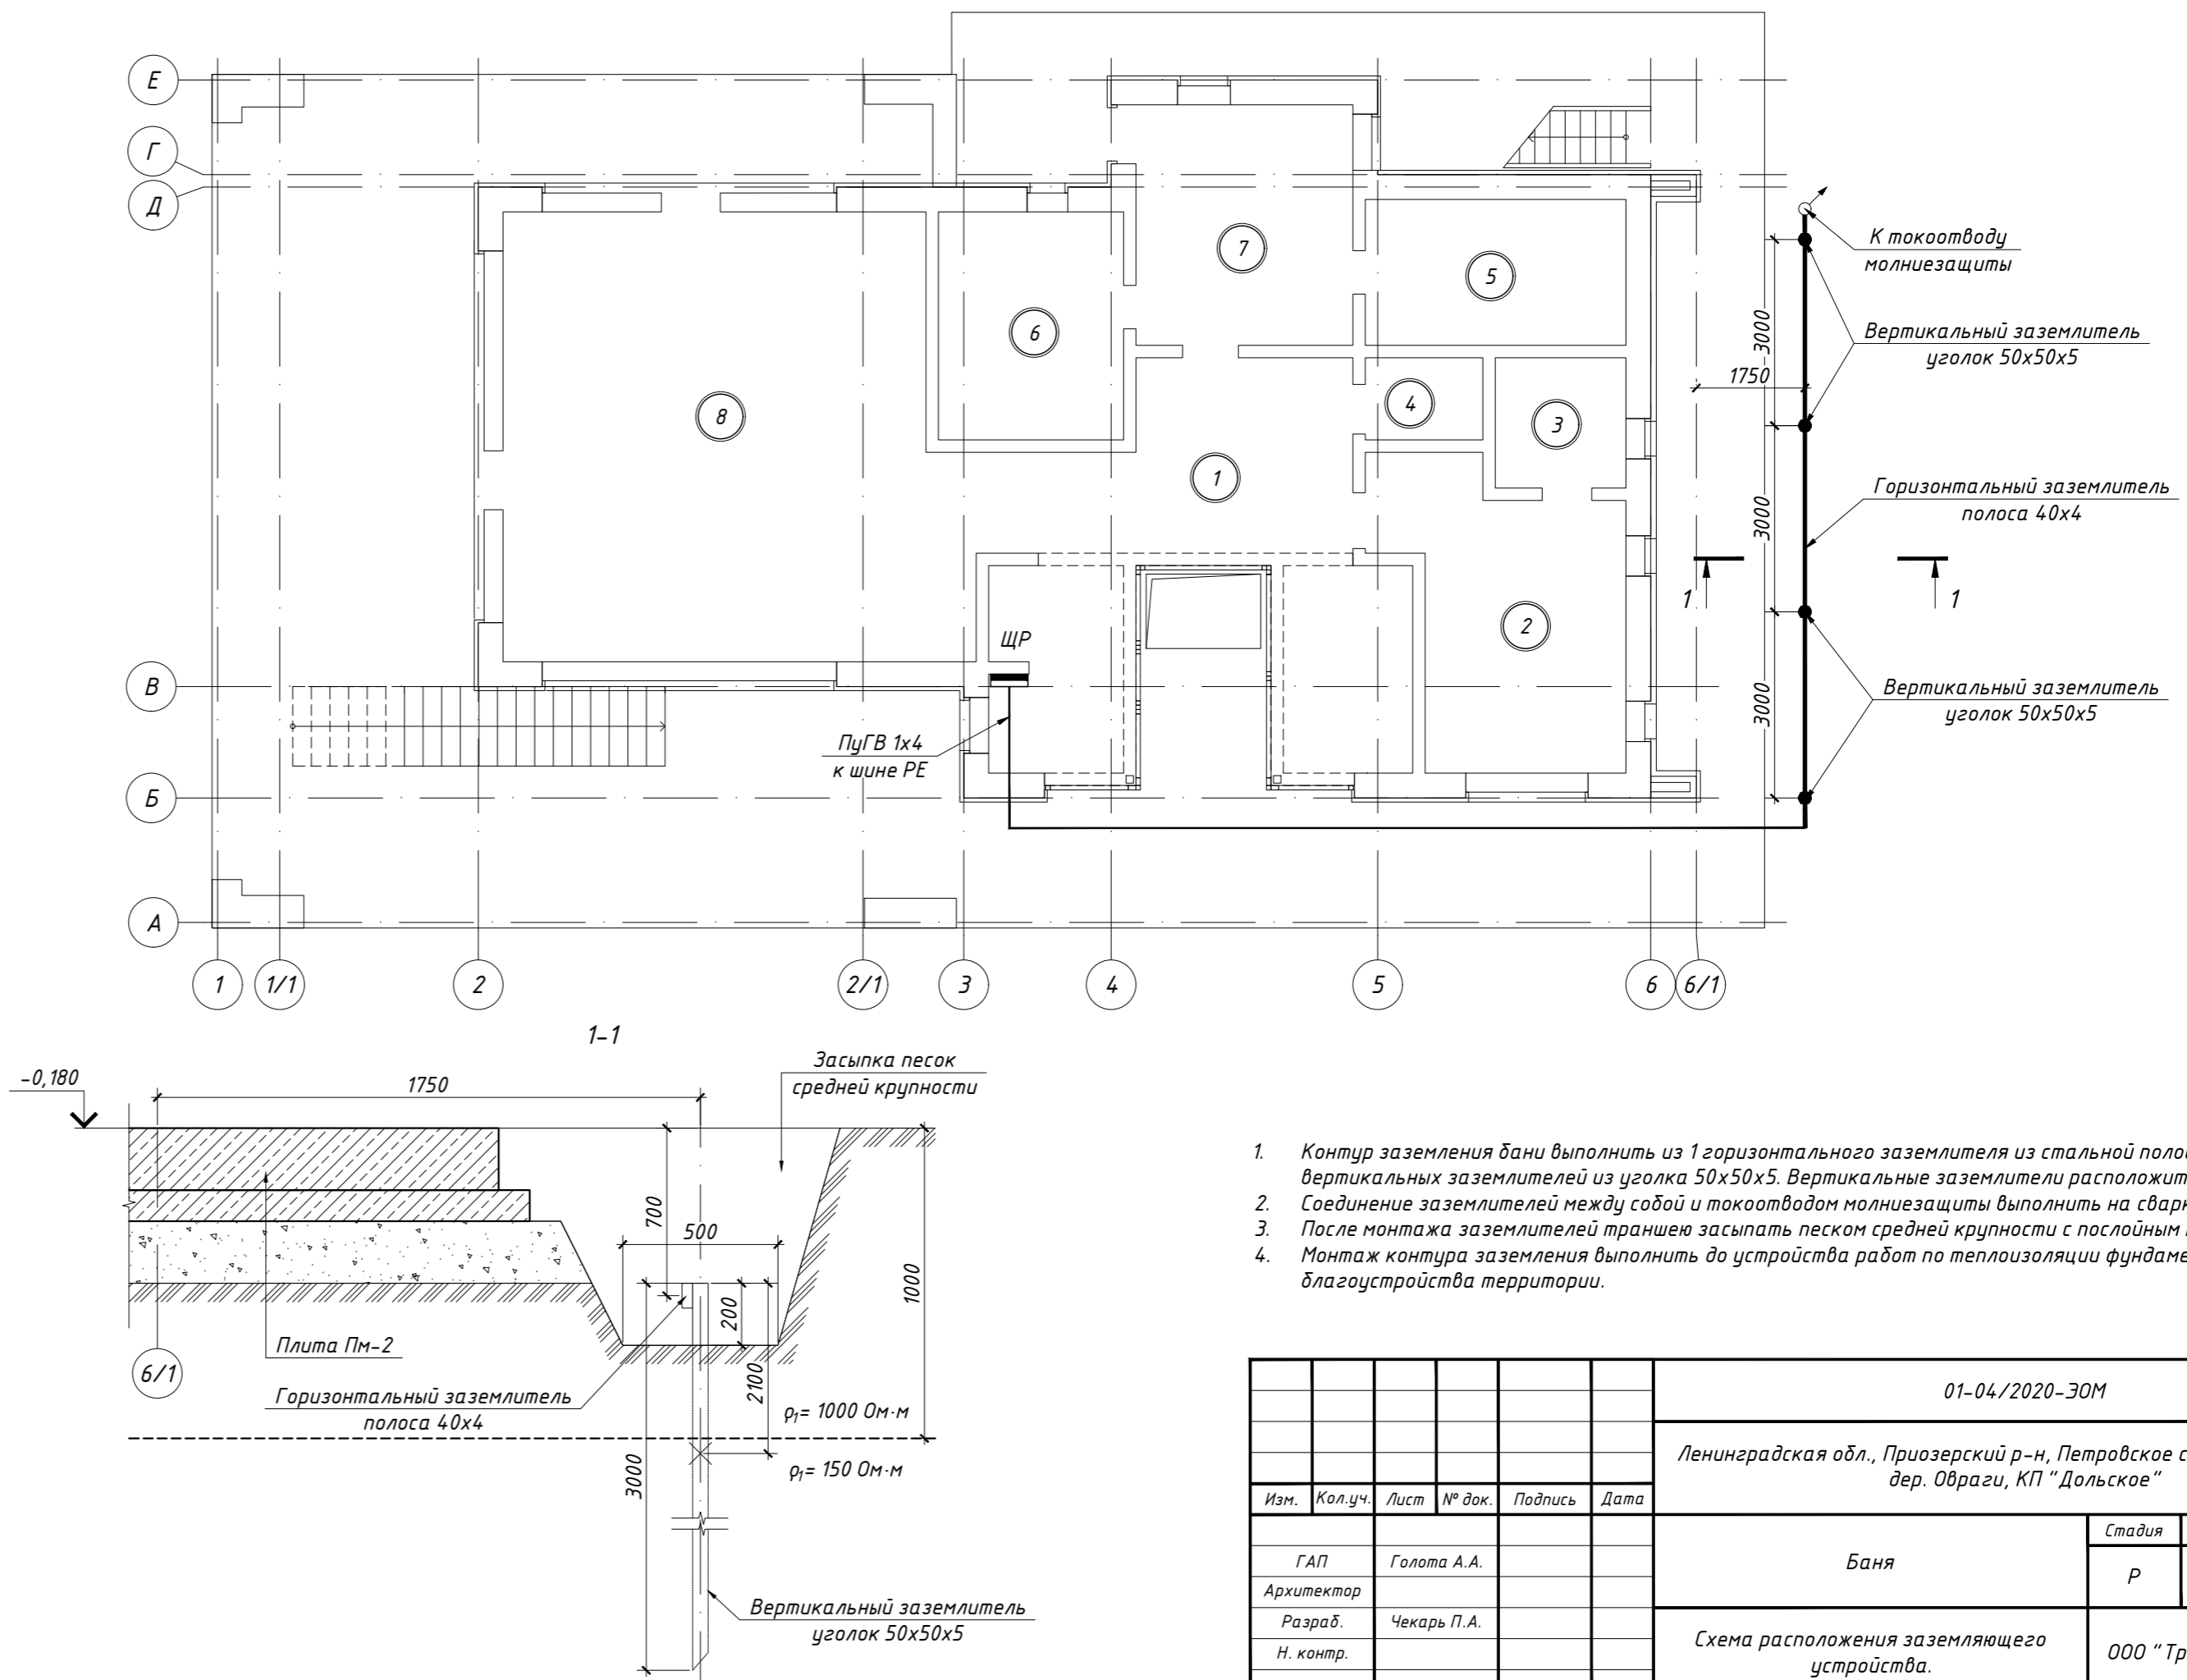 Е
Г
Д
В
Б
А
1
1/1
2
2/1
3
4
5
6
6/1
7
5
6
4
3
8
1
2
ЩР
ПуГВ 1х4
к шине РЕ
К токоотводу
молниезащиты
Вертикальный заземлитель
уголок 50х50х5
Горизонтальный заземлитель
полоса 40х4
Вертикальный заземлитель
уголок 50х50х5
3000
1750
3000
3000
1
1
1-1
-0,180
1750
Засыпка песок
средней крупности
700
500
200
2100
1000
3000
Плита Пм-2
6/1
Горизонтальный заземлитель
полоса 40х4
ρ₁= 1000 Ом·м
ρ₁= 150 Ом·м
Вертикальный заземлитель
уголок 50х50х5
1. Контур заземления бани выполнить из 1 горизонтального заземлителя из стальной
вертикальных заземлителей из уголка 50х50х5. Вертикальные заземлители
2. Соединение заземлителей между собой и токоотводом молниезащиты выполнить на
3. После монтажа заземлителей траншею засыпать песком средней крупности с послойным
4. Монтаж контура заземления выполнить до устройства работ по теплоизоляции
благоустройства территории.
01-04/2020-ЭОМ
Ленинградская обл., Приозерский р-н, Петровское
дер. Овраги, КП "Дольское"
Изм. Кол.уч. Лист № док. Подпись Дата
ГАП Голота А.А.
Архитектор
Разраб. Чекарь П.А.
Н. контр.
Баня
Стадия
Р
Схема расположения заземляющего
устройства.
ООО